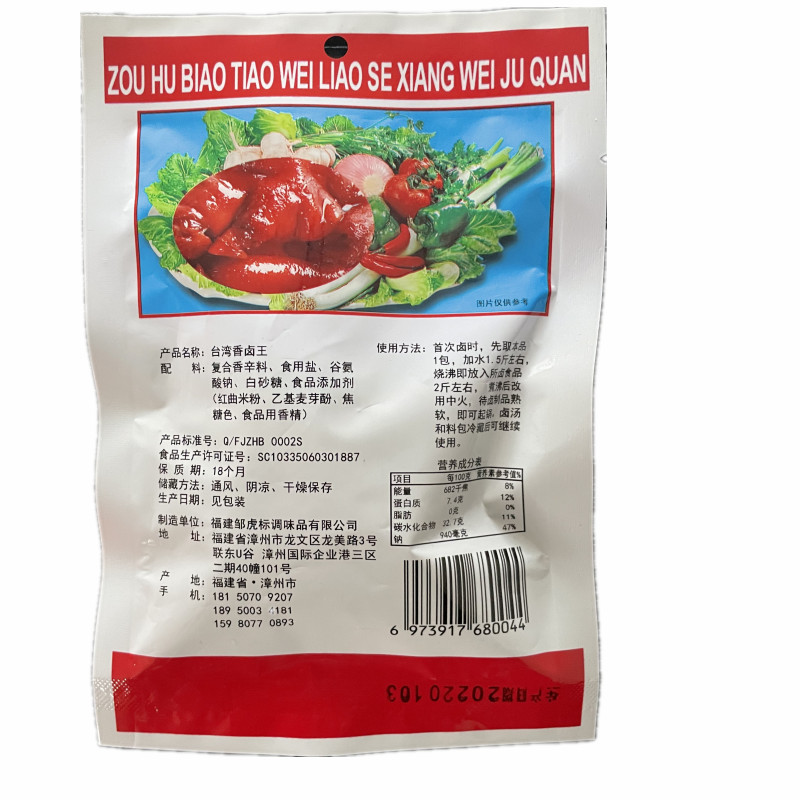 ZOU HU BIAO TIAO WEI LIAO SE XIANG WEI JU QUAN
图片仅供参考
产品名称：台湾香卤王
配 料：复合香辛料、食用盐、谷氨
酸钠、白砂糖、食品添加剂
（红曲米粉、乙基麦芽酚、焦
糖色、食品用香精）
产品标准号：Q/FJZHB 0002S
食品生产许可证号：SC10335060301887
保 质 期：18个月
储藏方法：通风、阴凉、干燥保存
生产日期：见包装
制造单位：福建邹虎标调味品有限公司
地 址：福建省漳州市龙文区龙美路3号
联东U谷 漳州国际企业港三区
二期40幢101号
产 地：福建省·漳州市
手 机：181 5070 9207
189 5003 4181
159 8077 0893
使用方法：首次卤时，先取本品
1包，加水1.5斤左右，
烧沸即放入所卤食品
2斤左右，煮沸后改
用中火，待卤制品熟
软，即可起锅，卤汤
和料包冷藏后可继续
使用。
营养成分表
项目 每100克 营养素参考值%
能量 682千焦 8%
蛋白质 7.4克 12%
脂肪 0克 0%
碳水化合物 32.7克 11%
钠 940毫克 47%
6 973917 680044
生产日期20220103